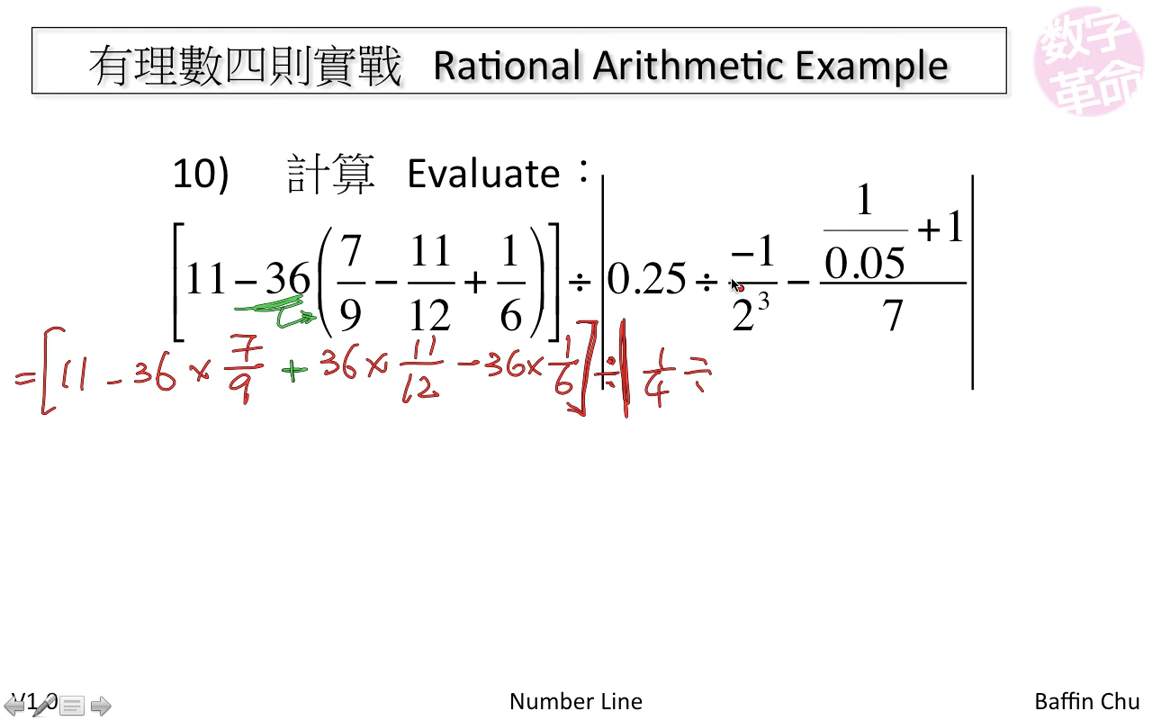 有理數四則實戰 Rational Arithmetic Example
数字
革命
10) 計算 Evaluate：
[11 − 36(7/9 − 11/12 + 1/6)] ÷ |0.25 ÷ −1/2³ − (1/0.05 + 1)/7|
= [11 − 36 × 7/9 + 36 × 11/12 − 36 × 1/6] ÷ | 1/4 ÷
V1.0 Number Line Baffin Chu